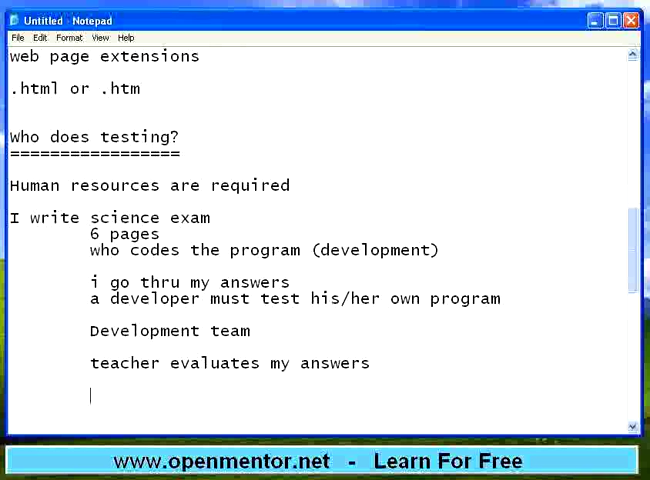 Untitled - Notepad
File Edit Format View Help
web page extensions
.html or .htm
Who does testing?
=================
Human resources are required
I write science exam
6 pages
who codes the program (development)
i go thru my answers
a developer must test his/her own program
Development team
teacher evaluates my answers
www.openmentor.net - Learn For Free